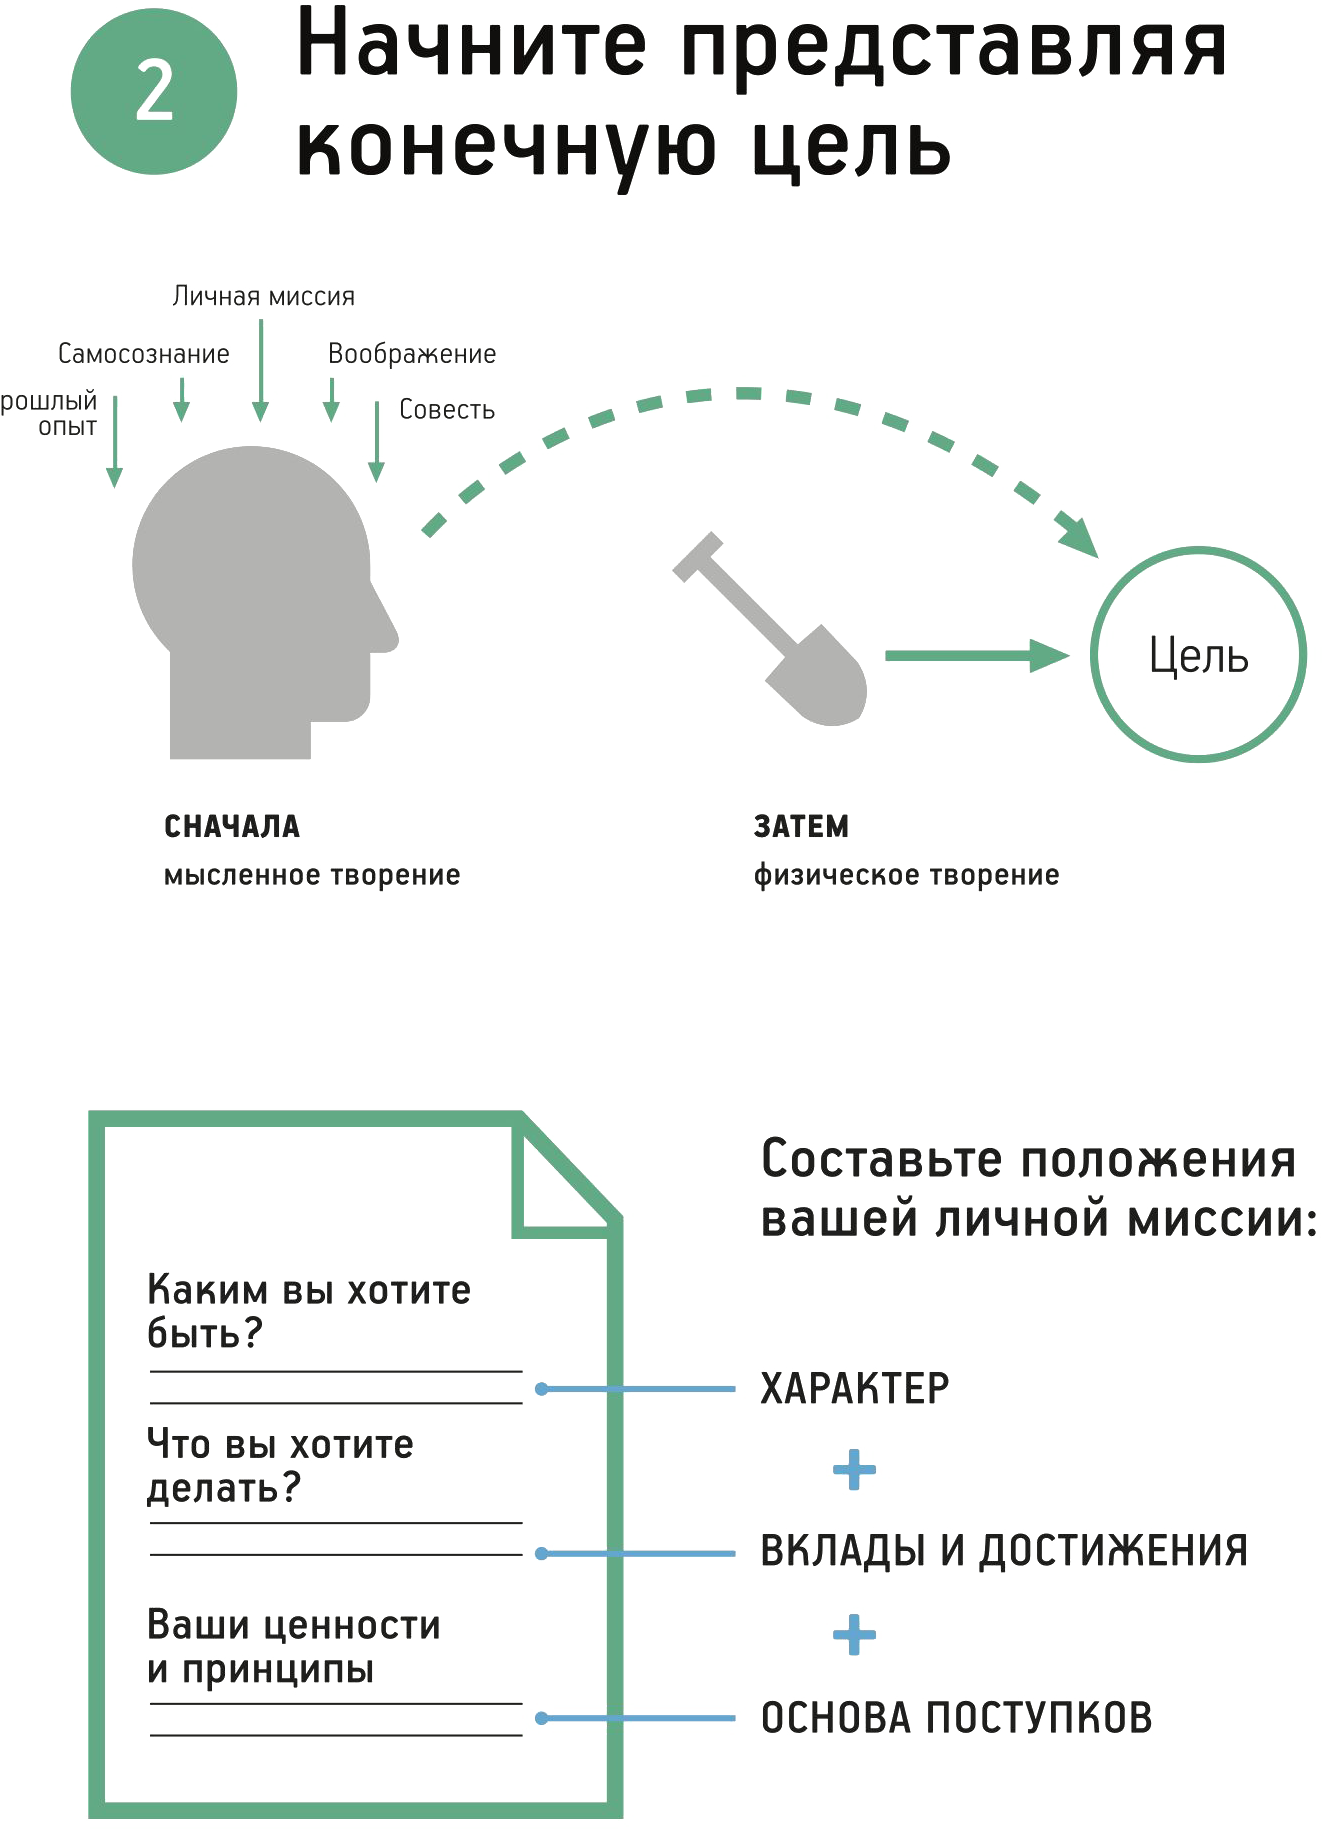 2
Начните представляя
конечную цель
Личная миссия
Самосознание
Воображение
рошлый
опыт
Совесть
Цель
СНАЧАЛА
мысленное творение
ЗАТЕМ
физическое творение
Составьте положения
вашей личной миссии:
Каким вы хотите
быть?
ХАРАКТЕР
+
Что вы хотите
делать?
ВКЛАДЫ И ДОСТИЖЕНИЯ
+
Ваши ценности
и принципы
ОСНОВА ПОСТУПКОВ